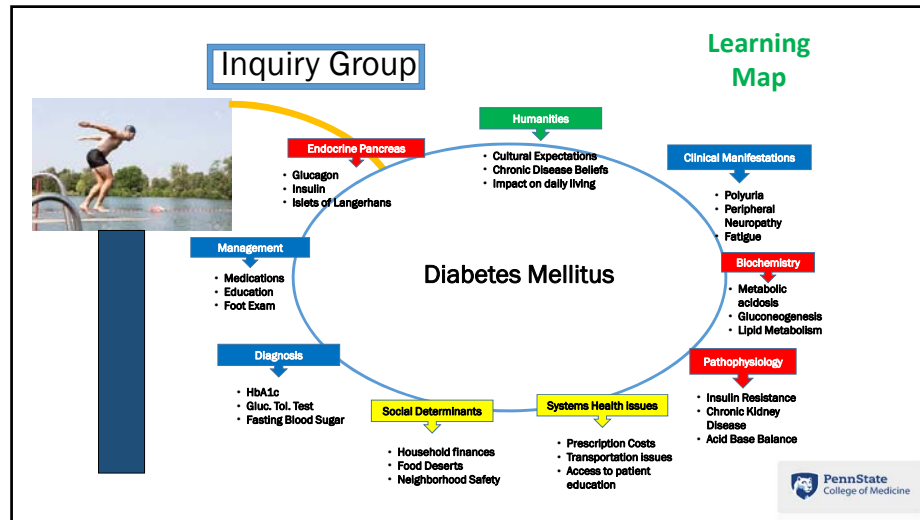 Inquiry Group
Learning
Map
Humanities
• Cultural Expectations
• Chronic Disease Beliefs
• Impact on daily living
Endocrine Pancreas
• Glucagon
• Insulin
• Islets of Langerhans
Clinical Manifestations
• Polyuria
• Peripheral
Neuropathy
• Fatigue
Management
• Medications
• Education
• Foot Exam
Diabetes Mellitus
Biochemistry
• Metabolic
acidosis
• Gluconeogenesis
• Lipid Metabolism
Diagnosis
• HbA1c
• Gluc. Tol. Test
• Fasting Blood Sugar
Pathophysiology
• Insulin Resistance
• Chronic Kidney
Disease
• Acid Base Balance
Social Determinants
• Household finances
• Food Deserts
• Neighborhood Safety
Systems Health issues
• Prescription Costs
• Transportation issues
• Access to patient
education
PennState
College of Medicine